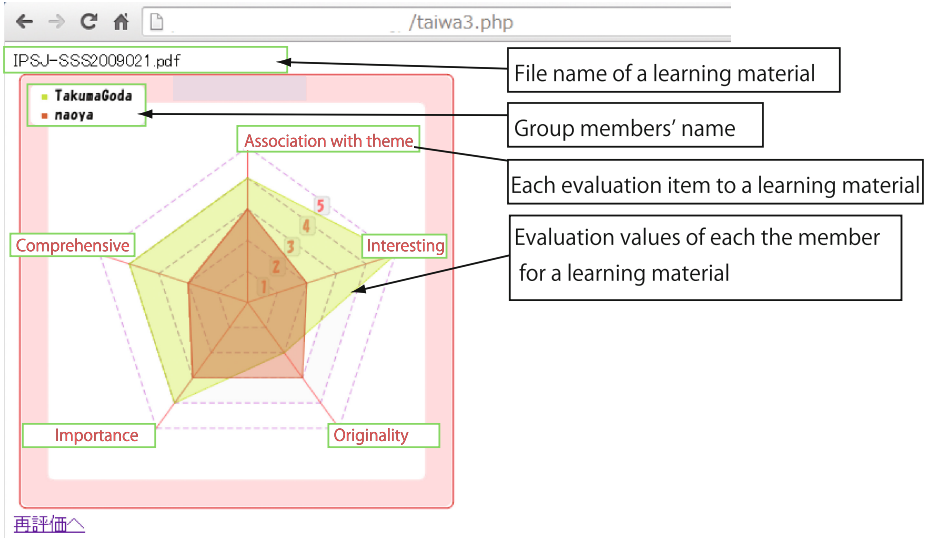 /taiwa3.php
IPSJ-SSS2009021.pdf
File name of a learning material
TakumaGoda
naoya
Group members’ name
Association with theme
Each evaluation item to a learning material
5
4
3
2
1
Comprehensive
Interesting
Evaluation values of each the member
for a learning material
Importance
Originality
再評価へ